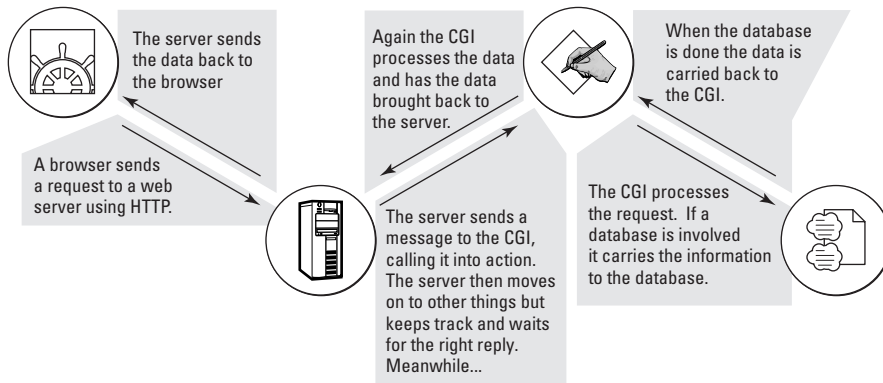 The server sends
the data back to
the browser
A browser sends
a request to a web
server using HTTP.
Again the CGI
processes the data
and has the data
brought back to
the server.
The server sends a
message to the CGI,
calling it into action.
The server then moves
on to other things but
keeps track and waits
for the right reply.
Meanwhile...
When the database
is done the data is
carried back to
the CGI.
The CGI processes
the request.  If a
database is involved
it carries the information
to the database.